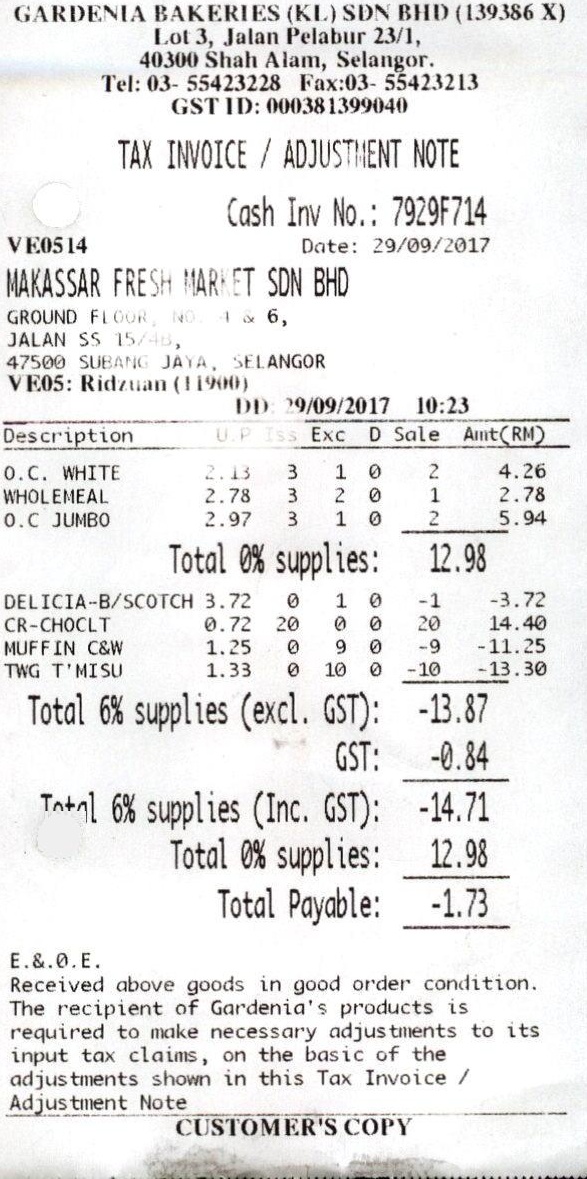 GARDENIA BAKERIES (KL) SDN BHD (139386 X)
Lot 3, Jalan Pelabur 23/1,
40300 Shah Alam, Selangor.
Tel: 03- 55423228 Fax:03- 55423213
GST ID: 000381399040
TAX INVOICE / ADJUSTMENT NOTE
Cash Inv No.: 7929F714
VE0514 Date: 29/09/2017
MAKASSAR FRESH MARKET SDN BHD
GROUND FLOOR, NO. 4 & 6,
JALAN SS 15/4B,
47500 SUBANG JAYA, SELANGOR
VE05: Ridzuan (11900)
DD: 29/09/2017 10:23
Description U.P Iss Exc D Sale Amt(RM)
O.C. WHITE 2.13 3 1 0 2 4.26
WHOLEMEAL 2.78 3 2 0 1 2.78
O.C JUMBO 2.97 3 1 0 2 5.94
Total 0% supplies: 12.98
DELICIA-B/SCOTCH 3.72 0 1 0 -1 -3.72
CR-CHOCLT 0.72 20 0 0 20 14.40
MUFFIN C&W 1.25 0 9 0 -9 -11.25
TWG T'MISU 1.33 0 10 0 -10 -13.30
Total 6% supplies (excl. GST): -13.87
GST: -0.84
Total 6% supplies (Inc. GST): -14.71
Total 0% supplies: 12.98
Total Payable: -1.73
E.&.O.E.
Received above goods in good order condition.
The recipient of Gardenia's products is
required to make necessary adjustments to its
input tax claims, on the basic of the
adjustments shown in this Tax Invoice /
Adjustment Note
CUSTOMER'S COPY